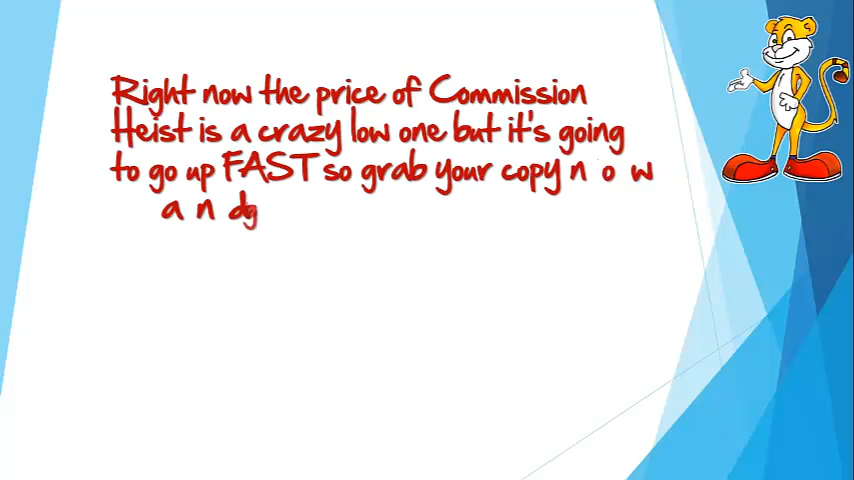 Right now the price of Commission
Heist is a crazy low one but it's going
to go up FAST so grab your copy n o w
a n dg